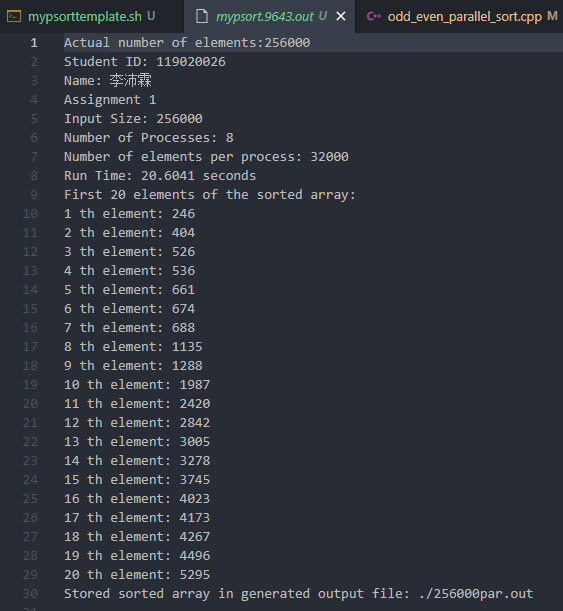 mypsorttemplate.sh U mypsort.9643.out U odd_even_parallel_sort.cpp M
1 Actual number of elements:256000
2 Student ID: 119020026
3 Name: 李沛霖
4 Assignment 1
5 Input Size: 256000
6 Number of Processes: 8
7 Number of elements per process: 32000
8 Run Time: 20.6041 seconds
9 First 20 elements of the sorted array:
10 1 th element: 246
11 2 th element: 404
12 3 th element: 526
13 4 th element: 536
14 5 th element: 661
15 6 th element: 674
16 7 th element: 688
17 8 th element: 1135
18 9 th element: 1288
19 10 th element: 1987
20 11 th element: 2420
21 12 th element: 2842
22 13 th element: 3005
23 14 th element: 3278
24 15 th element: 3745
25 16 th element: 4023
26 17 th element: 4173
27 18 th element: 4267
28 19 th element: 4496
29 20 th element: 5295
30 Stored sorted array in generated output file: ./256000par.out